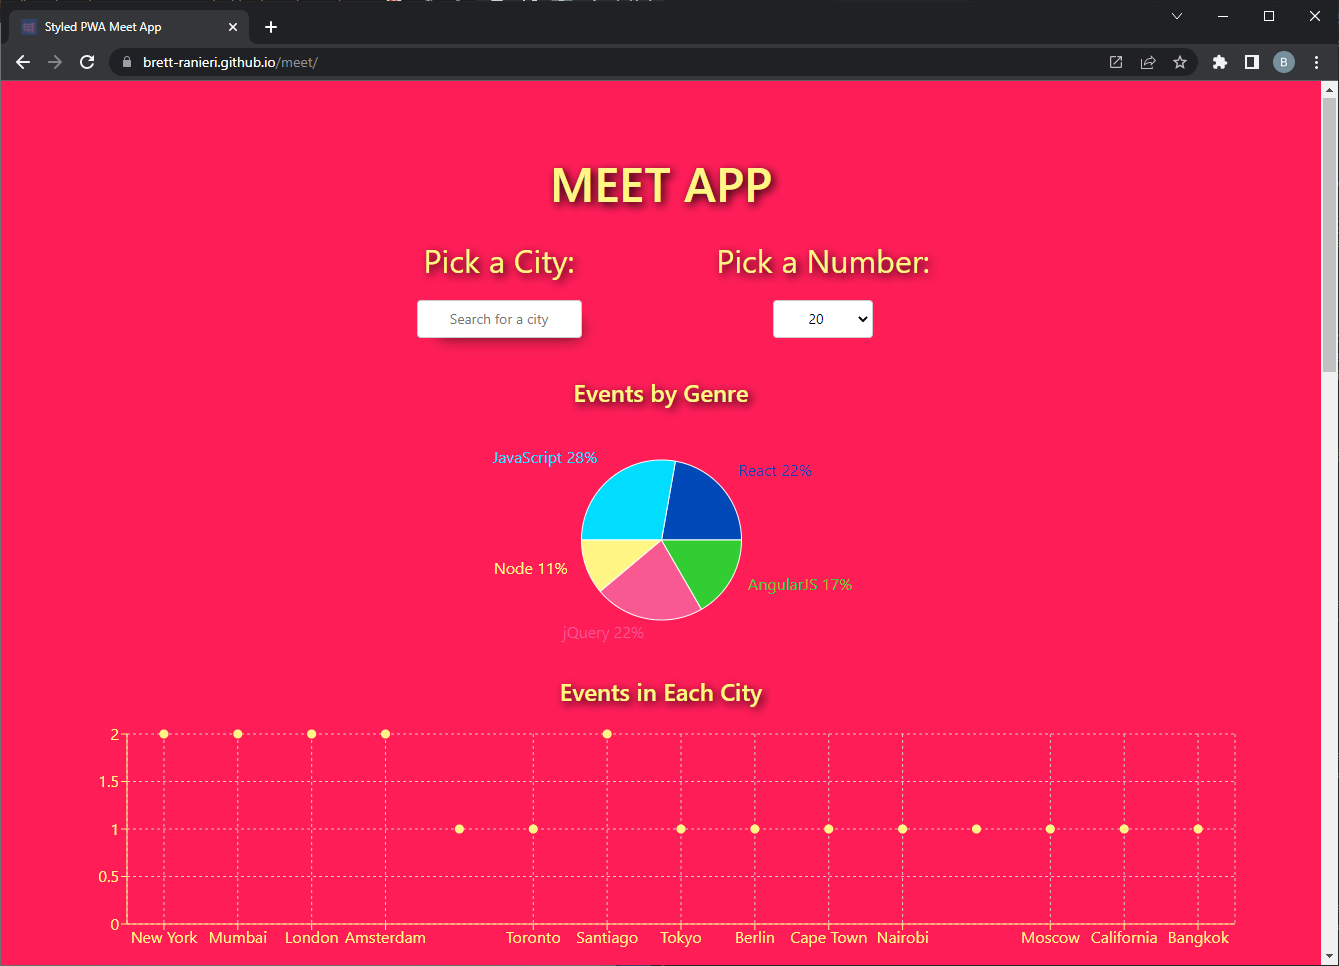 Styled PWA Meet App
brett-ranieri.github.io/meet/
B
MEET APP
Pick a City:
Pick a Number:
Search for a city
20
Events by Genre
JavaScript 28%
React 22%
Node 11%
AngularJS 17%
jQuery 22%
Events in Each City
2
1.5
1
0.5
0
New York Mumbai London Amsterdam Toronto Santiago Tokyo Berlin Cape Town Nairobi Moscow California Bangkok